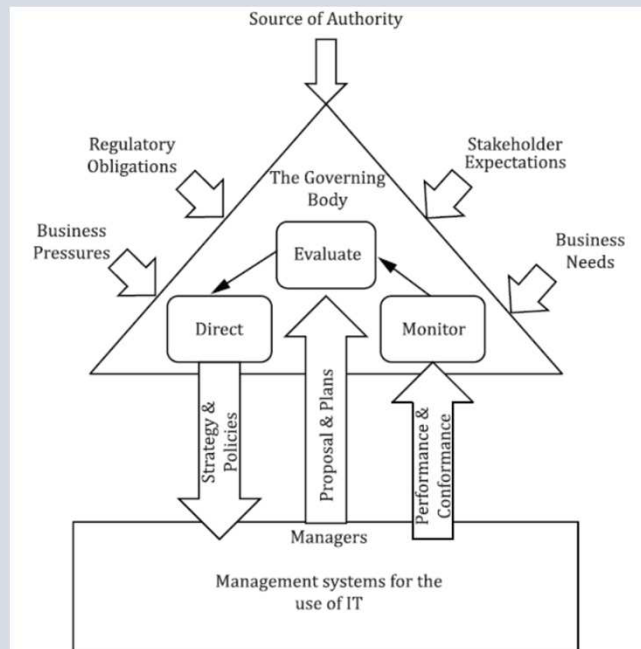 Source of Authority
Regulatory
Obligations
Stakeholder
Expectations
The Governing
Body
Business
Pressures
Business
Needs
Evaluate
Direct
Monitor
Strategy &
Policies
Proposal & Plans
Performance &
Conformance
Managers
Management systems for the
use of IT